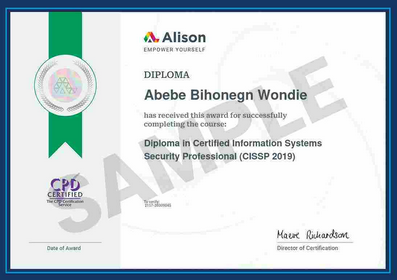 Alison
EMPOWER YOURSELF
DIPLOMA
Abebe Bihonegn Wondie
has received this award for successfully
completing the course:
Diploma in Certified Information Systems
Security Professional (CISSP 2019)
SAMPLE
CPD
CERTIFIED
The CPD Certification
Service
To verify:
Date of Award
Maeve Richardson
Director of Certification